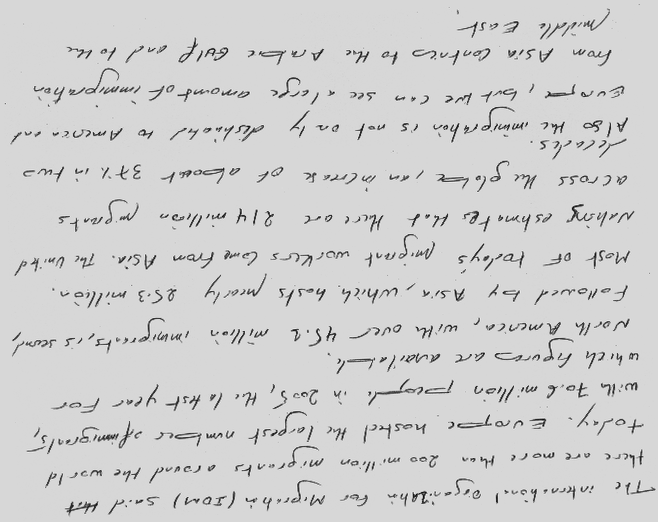 The international Organization for Migration (IOM) said that
there are more than 200 million migrants around the world
today. Europe hosted the largest number of immigrants,
with 70.6 million people in 2005, the latest year for
which figures are available.
North America, with over 45.1 million immigrants, is second,
Followed by Asia, which hosts nearly 25.3 million.
Most of today's migrant workers come from Asia. The United
Nations estmates that there are 214 million migrants
across the globe, an increase of about 37% in two
decades.
Also the immigration is not only destinated to America and
Europe, but we can see a large amount of immigration
from Asia Contries to the Arabic Gulf and to the
middle East.